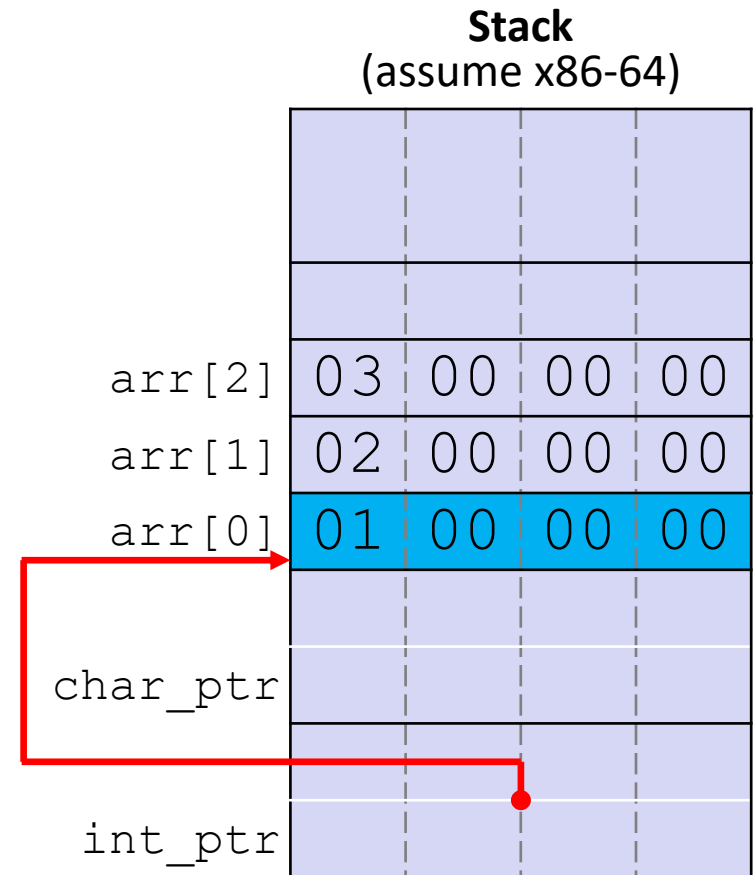 Stack
(assume x86-64)
arr[2] 03 00 00 00
arr[1] 02 00 00 00
arr[0] 01 00 00 00
char_ptr
int_ptr